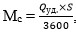 Mс = Qуд.×S / 3600,